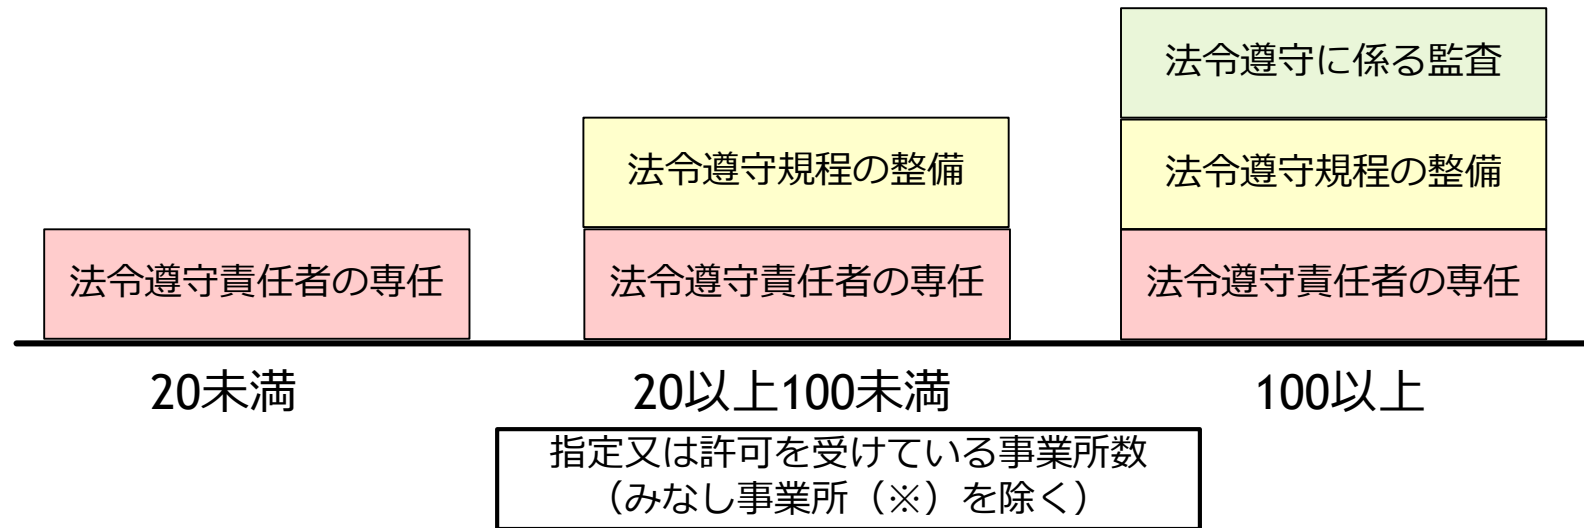 法令遵守に係る監査
法令遵守規程の整備
法令遵守規程の整備
法令遵守責任者の専任
法令遵守責任者の専任
法令遵守責任者の専任
20未満
20以上100未満
100以上
指定又は許可を受けている事業所数
（みなし事業所（※）を除く）